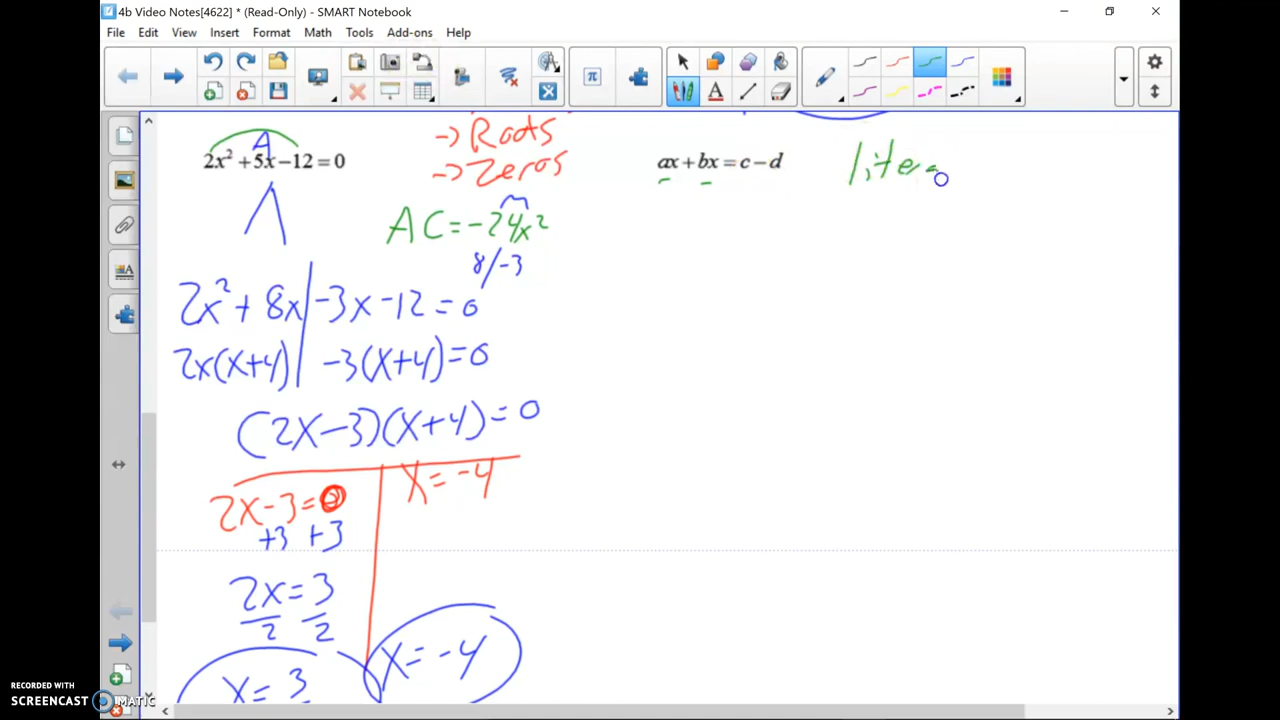 4b Video Notes[4622] * (Read-Only) - SMART Notebook
File Edit View Insert Format Math Tools Add-ons Help
→ Roots
→ Zeros
2x² + 5x − 12 = 0
A
AC = −24x²
8/−3
2x² + 8x | −3x − 12 = 0
2x(x+4) | −3(x+4) = 0
(2x−3)(x+4) = 0
2x−3=0
+3 +3
2x = 3
2 2
x = 3
x = −4
x = −4
ax + bx = c − d
litera
RECORDED WITH
SCREENCAST MATIC